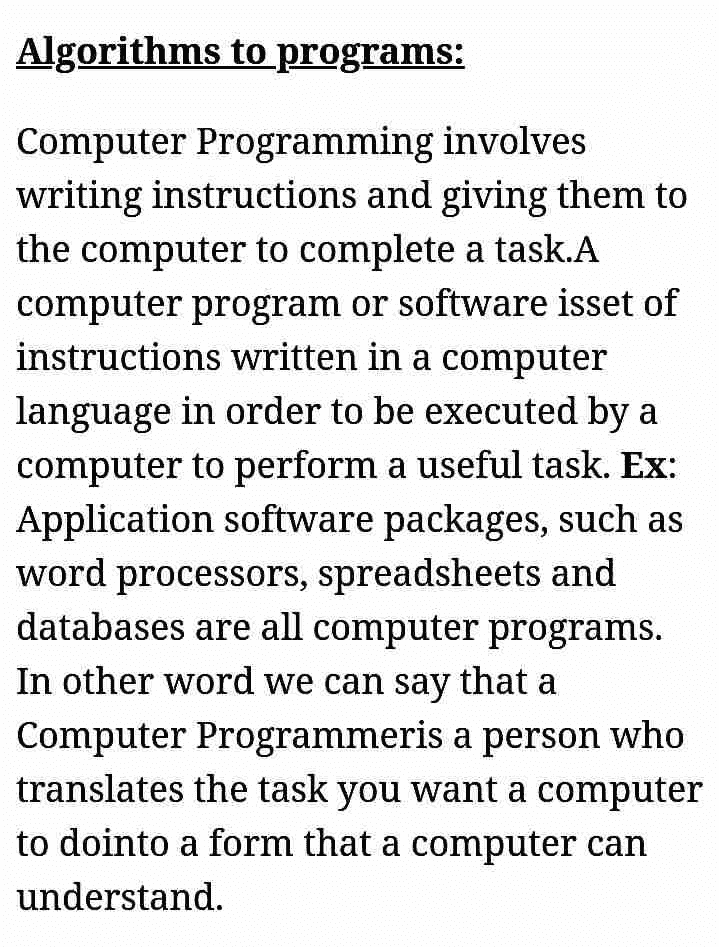 Algorithms to programs:
Computer Programming involves
writing instructions and giving them to
the computer to complete a task.A
computer program or software isset of
instructions written in a computer
language in order to be executed by a
computer to perform a useful task. Ex:
Application software packages, such as
word processors, spreadsheets and
databases are all computer programs.
In other word we can say that a
Computer Programmeris a person who
translates the task you want a computer
to dointo a form that a computer can
understand.